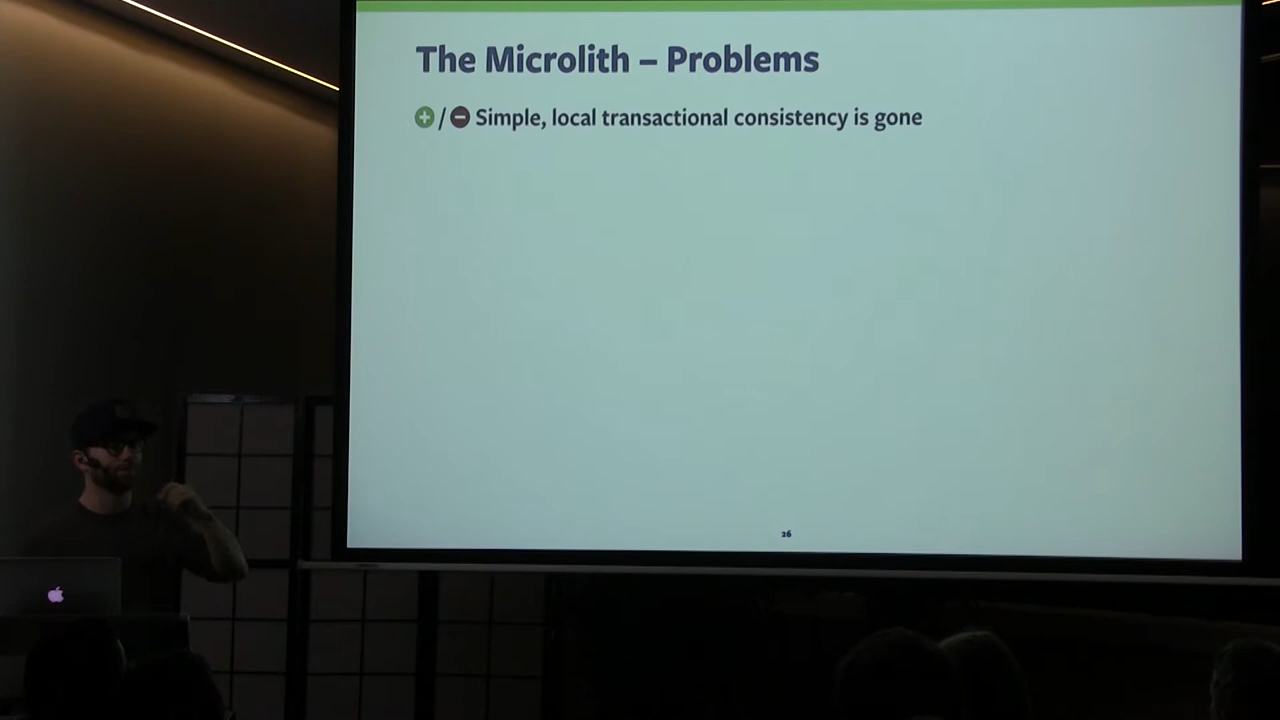 The Microlith – Problems
+ / – Simple, local transactional consistency is gone
26